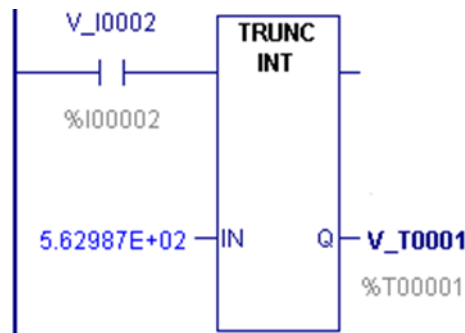 V_I0002
TRUNC
INT
%I00002
5.62987E+02 IN Q V_T0001
%T00001